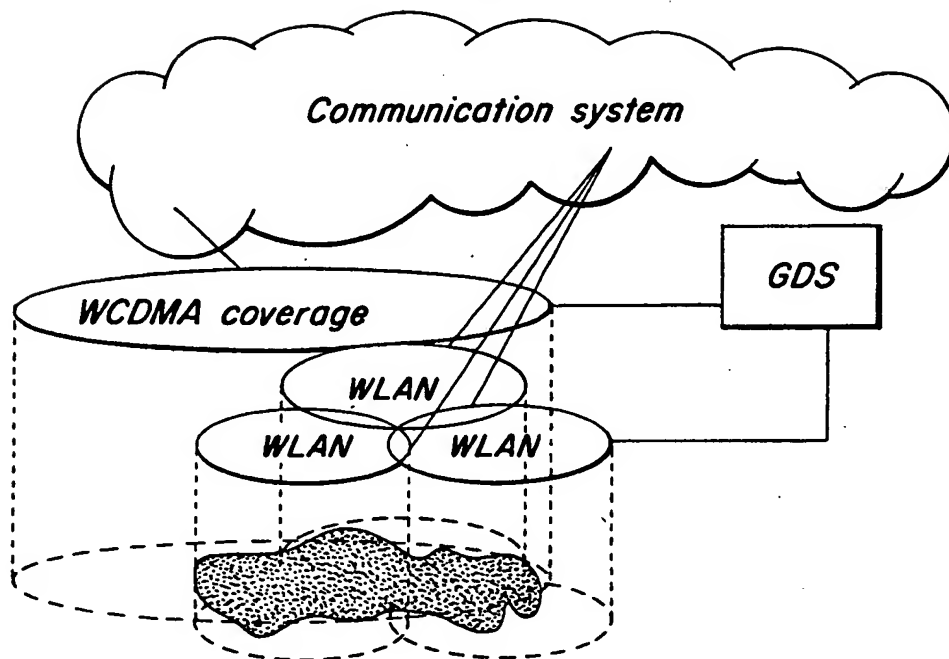 Communication system
GDS
WCDMA coverage
WLAN
WLAN
WLAN